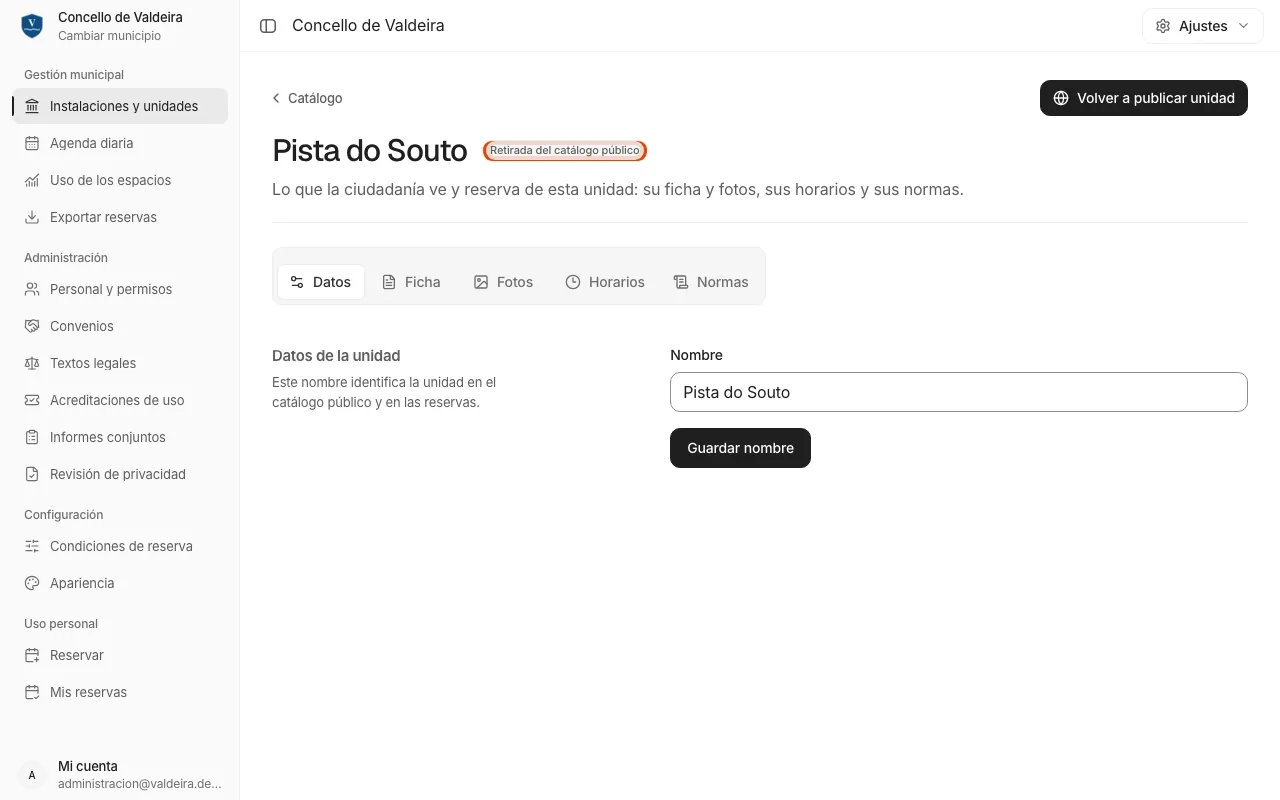 Concello de Valdeira
Cambiar municipio
Gestión municipal
Instalaciones y unidades
Agenda diaria
Uso de los espacios
Exportar reservas
Administración
Personal y permisos
Convenios
Textos legales
Acreditaciones de uso
Informes conjuntos
Revisión de privacidad
Configuración
Condiciones de reserva
Apariencia
Uso personal
Reservar
Mis reservas
A
Mi cuenta
administracion@valdeira.de...
Concello de Valdeira
Ajustes
Catálogo
Volver a publicar unidad
Pista do Souto
Retirada del catálogo público
Lo que la ciudadanía ve y reserva de esta unidad: su ficha y fotos, sus horarios y sus normas.
Datos
Ficha
Fotos
Horarios
Normas
Datos de la unidad
Este nombre identifica la unidad en el
catálogo público y en las reservas.
Nombre
Pista do Souto
Guardar nombre